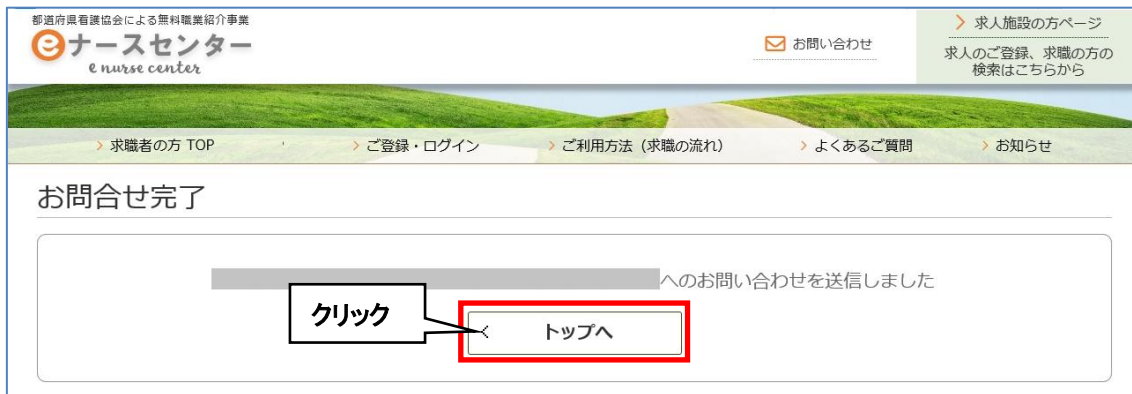 都道府県看護協会による無料職業紹介事業
eナースセンター
e nurse center
お問い合わせ
求人施設の方ページ
求人のご登録、求職の方の
検索はこちらから
求職者の方 TOP
ご登録・ログイン
ご利用方法（求職の流れ）
よくあるご質問
お知らせ
お問合せ完了
へのお問い合わせを送信しました
クリック
トップへ